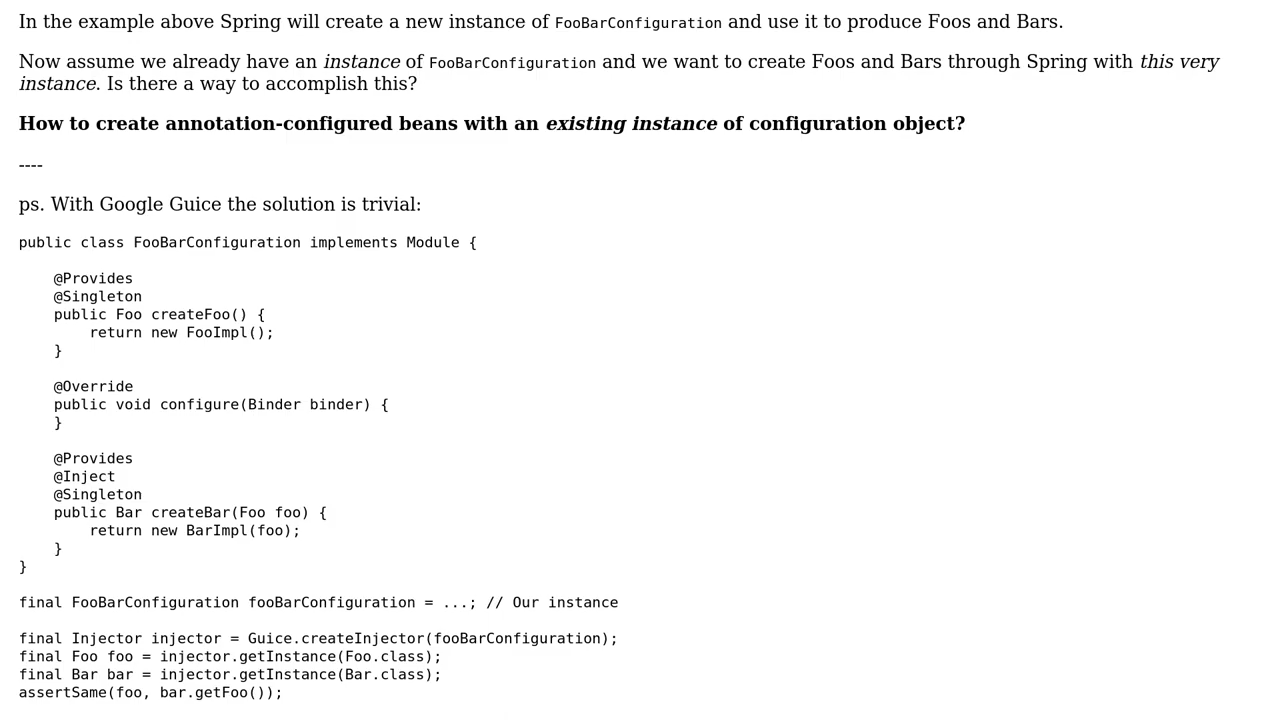 In the example above Spring will create a new instance of FooBarConfiguration and use it to produce Foos and Bars.
Now assume we already have an instance of FooBarConfiguration and we want to create Foos and Bars through Spring with this very
instance. Is there a way to accomplish this?
How to create annotation-configured beans with an existing instance of configuration object?
----
ps. With Google Guice the solution is trivial:
public class FooBarConfiguration implements Module {
    @Provides
    @Singleton
    public Foo createFoo() {
        return new FooImpl();
    }
    @Override
    public void configure(Binder binder) {
    }
    @Provides
    @Inject
    @Singleton
    public Bar createBar(Foo foo) {
        return new BarImpl(foo);
    }
}
final FooBarConfiguration fooBarConfiguration = ...; // Our instance
final Injector injector = Guice.createInjector(fooBarConfiguration);
final Foo foo = injector.getInstance(Foo.class);
final Bar bar = injector.getInstance(Bar.class);
assertSame(foo, bar.getFoo());